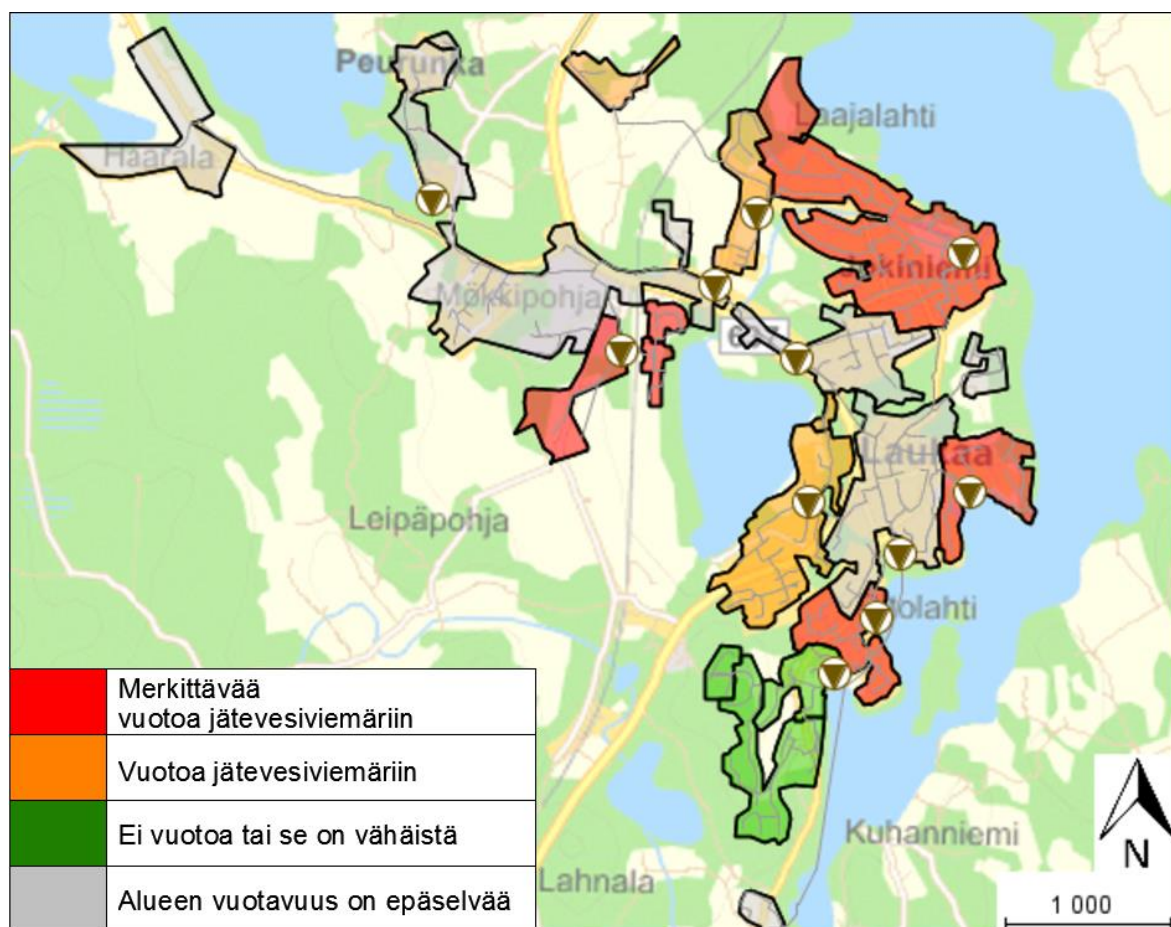 Peurunka
Laajalahti
Haarala
Jokiniemi
Mökkipohja
Laukaa
Leipäpohja
Merkittävää
vuotoa jätevesiviemäriin
Vuotoa jätevesiviemäriin
Ei vuotoa tai se on vähäistä
Kuhanniemi
N
Lahnala
Alueen vuotavuus on epäselvää
1 000